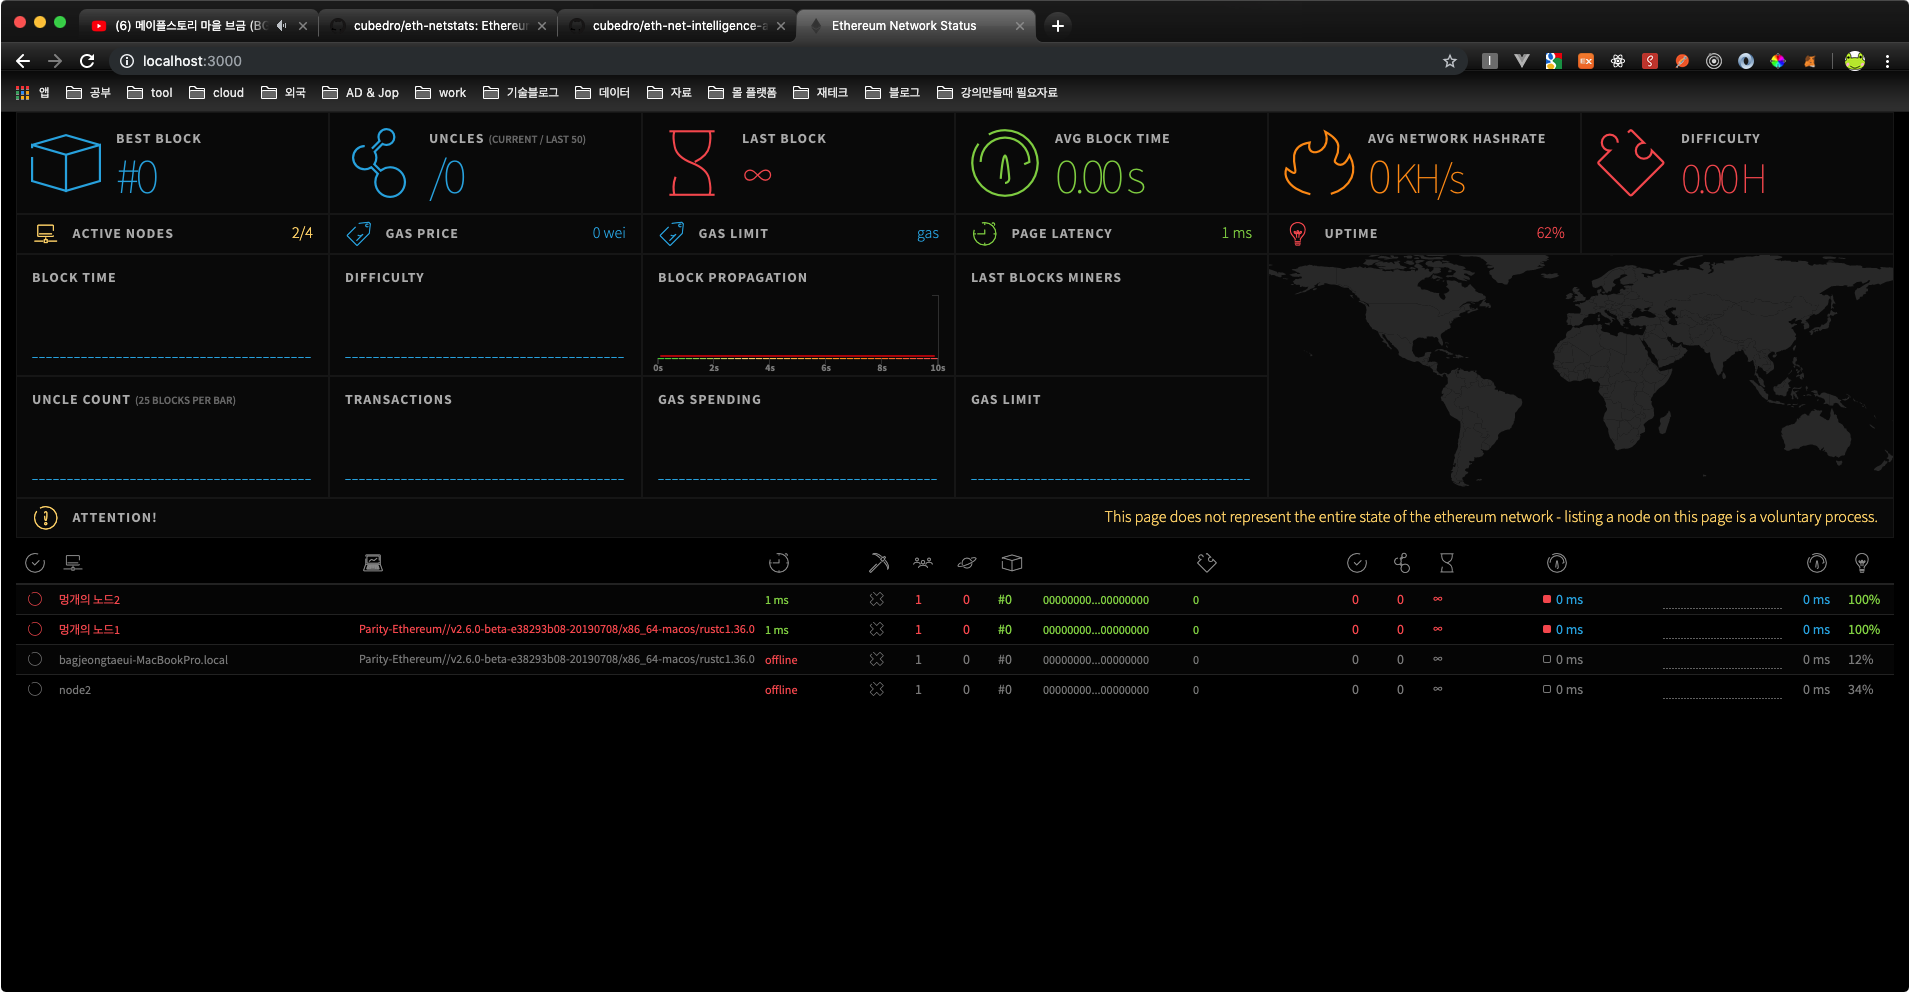 (6) 메이플스토리 마을 브금 (BG
cubedro/eth-netstats: Ethereu
cubedro/eth-net-intelligence-a
Ethereum Network Status
localhost:3000
앱 공부 tool cloud 외국 AD & Jop work 기술블로그 데이터 자료 몰 플랫폼 재테크 블로그 강의만들때 필요자료
BEST BLOCK
#0
UNCLES (CURRENT / LAST 50)
/0
LAST BLOCK
∞
AVG BLOCK TIME
0.00 s
AVG NETWORK HASHRATE
0 KH/s
DIFFICULTY
0.00 H
ACTIVE NODES 2/4
GAS PRICE 0 wei
GAS LIMIT gas
PAGE LATENCY 1 ms
UPTIME 62%
BLOCK TIME
DIFFICULTY
BLOCK PROPAGATION
0s 2s 4s 6s 8s 10s
LAST BLOCKS MINERS
UNCLE COUNT (25 BLOCKS PER BAR)
TRANSACTIONS
GAS SPENDING
GAS LIMIT
ATTENTION! This page does not represent the entire state of the ethereum network - listing a node on this page is a voluntary process.
멍개의 노드2 1 ms 1 0 #0 00000000...00000000 0 0 0 ∞ 0 ms 0 ms 100%
멍개의 노드1 Parity-Ethereum//v2.6.0-beta-e38293b08-20190708/x86_64-macos/rustc1.36.0 1 ms 1 0 #0 00000000...00000000 0 0 0 ∞ 0 ms 0 ms 100%
bagjeongtaeui-MacBookPro.local Parity-Ethereum//v2.6.0-beta-e38293b08-20190708/x86_64-macos/rustc1.36.0 offline 1 0 #0 00000000...00000000 0 0 0 ∞ 0 ms 0 ms 12%
node2 offline 1 0 #0 00000000...00000000 0 0 0 ∞ 0 ms 0 ms 34%